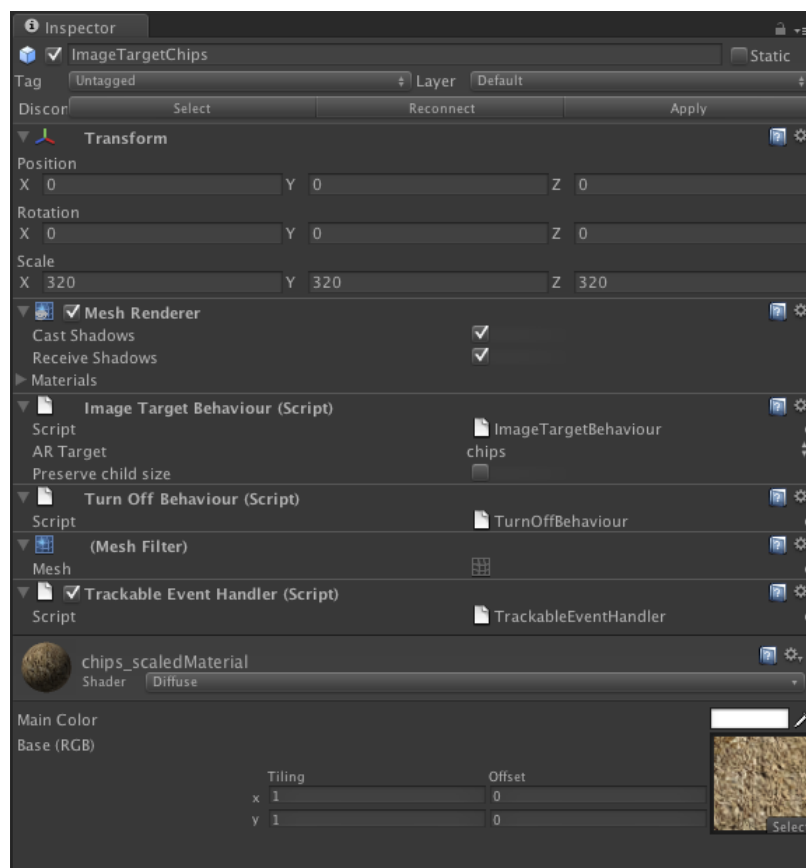 Inspector
ImageTargetChips Static
Tag Untagged Layer Default
Discon Select Reconnect Apply
Transform
Position
X 0 Y 0 Z 0
Rotation
X 0 Y 0 Z 0
Scale
X 320 Y 320 Z 320
Mesh Renderer
Cast Shadows
Receive Shadows
Materials
Image Target Behaviour (Script)
Script ImageTargetBehaviour
AR Target chips
Preserve child size
Turn Off Behaviour (Script)
Script TurnOffBehaviour
(Mesh Filter)
Mesh
Trackable Event Handler (Script)
Script TrackableEventHandler
chips_scaledMaterial
Shader Diffuse
Main Color
Base (RGB)
Tiling Offset
x 1 0
y 1 0
Select